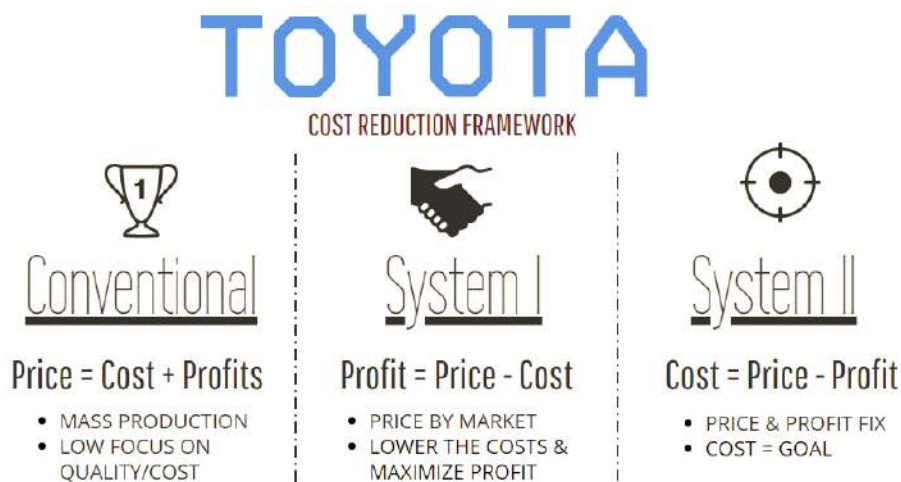 TOYOTA
COST REDUCTION FRAMEWORK
1
Conventional
Price = Cost + Profits
• MASS PRODUCTION
• LOW FOCUS ON
QUALITY/COST
System I
Profit = Price - Cost
• PRICE BY MARKET
• LOWER THE COSTS &
MAXIMIZE PROFIT
System II
Cost = Price - Profit
• PRICE & PROFIT FIX
• COST = GOAL